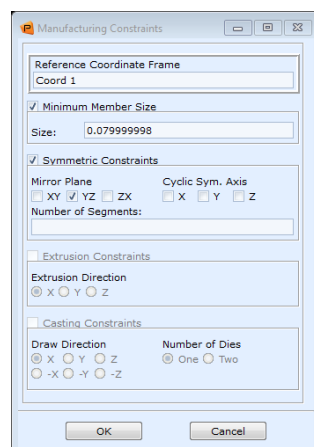 Manufacturing Constraints
Reference Coordinate Frame
Coord 1
Minimum Member Size
Size: 0.079999998
Symmetric Constraints
Mirror Plane Cyclic Sym. Axis
XY YZ ZX X Y Z
Number of Segments:
Extrusion Constraints
Extrusion Direction
X Y Z
Casting Constraints
Draw Direction Number of Dies
X Y Z One Two
-X -Y -Z
OK Cancel